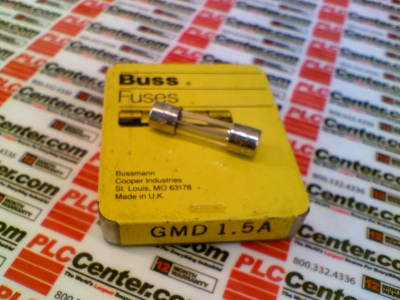 Buss
Fuses
Bussmann
Cooper Industries
St. Louis, MO 63178
Made in U.K.
GMD 1.5A
PLCCenter.com
800.332.4336